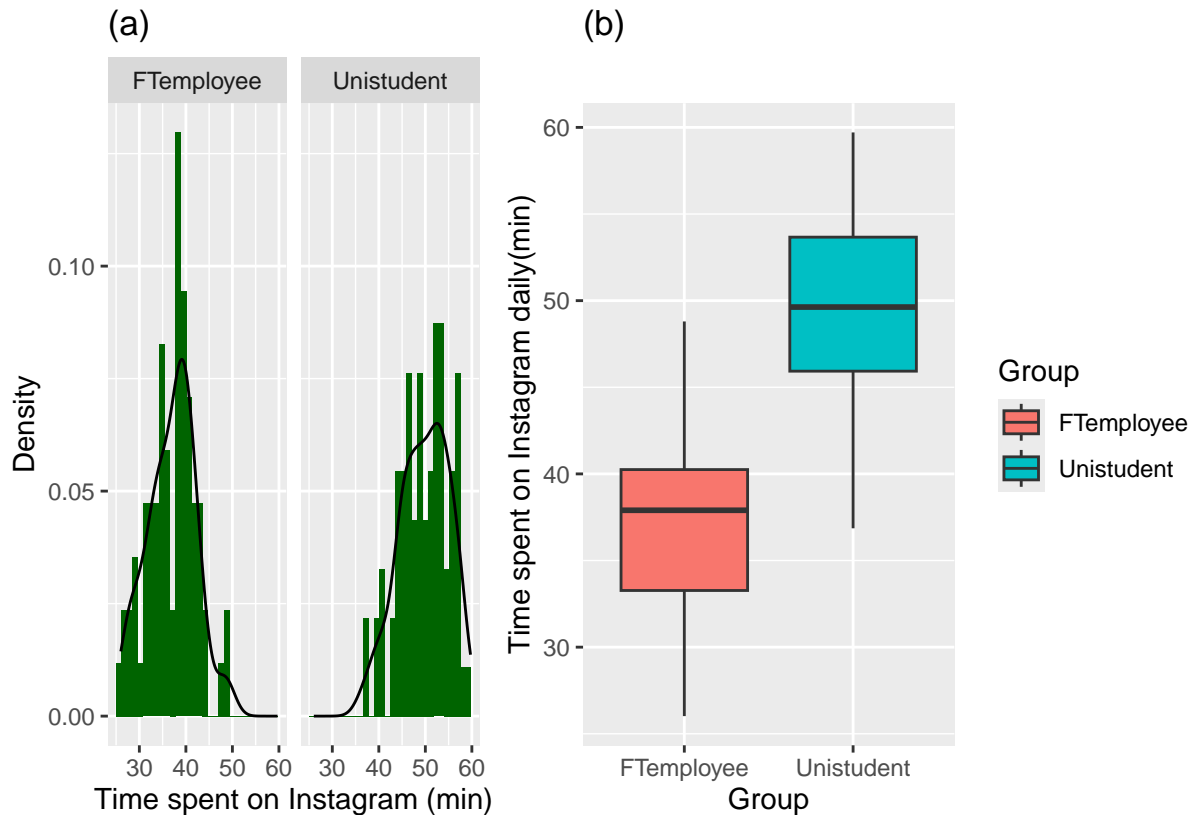 (a)
FTemployee
Unistudent
0.10
0.05
0.00
Density
30 40 50 60
30 40 50 60
Time spent on Instagram (min)
(b)
60
50
40
30
Time spent on Instagram daily(min)
FTemployee
Unistudent
Group
Group
FTemployee
Unistudent